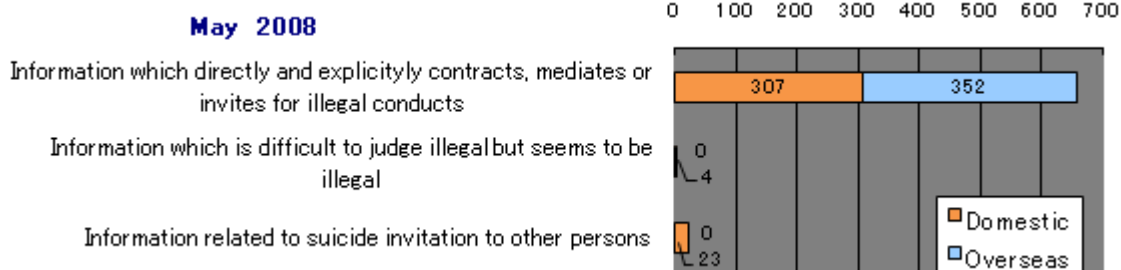 0 100 200 300 400 500 600 700
May 2008
Information which directly and explicityly contracts, mediates or
invites for illegal conducts
307 352
Information which is difficult to judge illegal but seems to be
illegal
0
4
Information related to suicide invitation to other persons
0
23
Domestic
Overseas